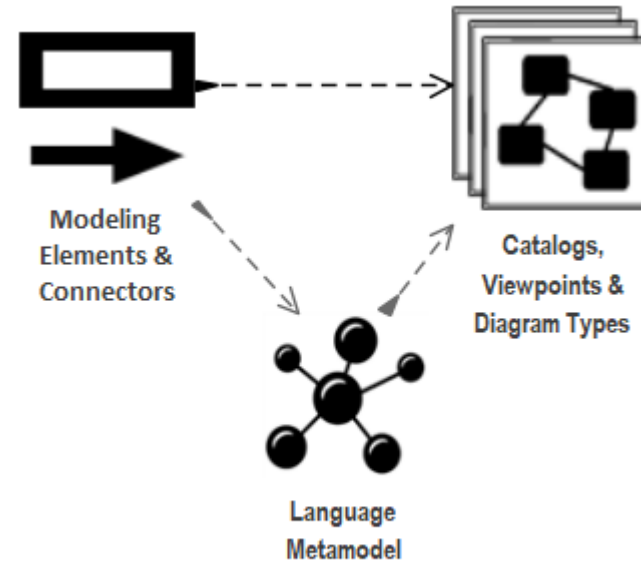 Modeling
Elements &
Connectors
Catalogs,
Viewpoints &
Diagram Types
Language
Metamodel